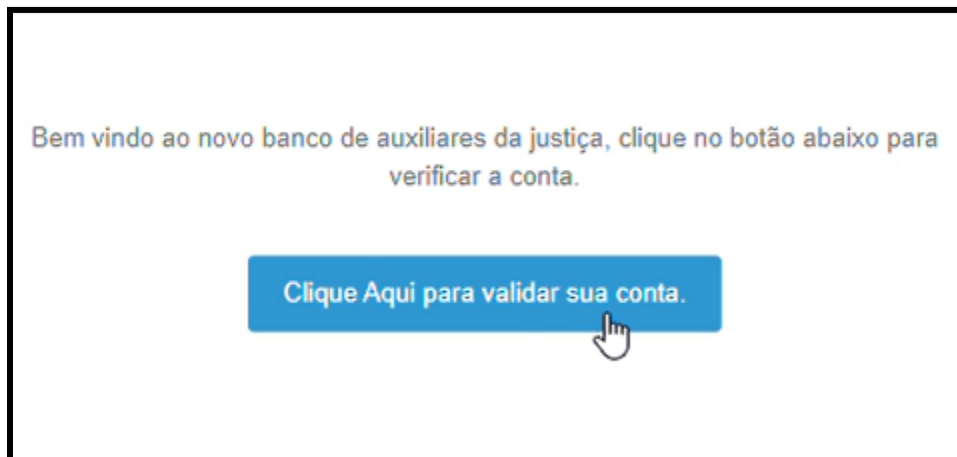 Bem vindo ao novo banco de auxiliares da justiça, clique no botão abaixo para
verificar a conta.
Clique Aqui para validar sua conta.